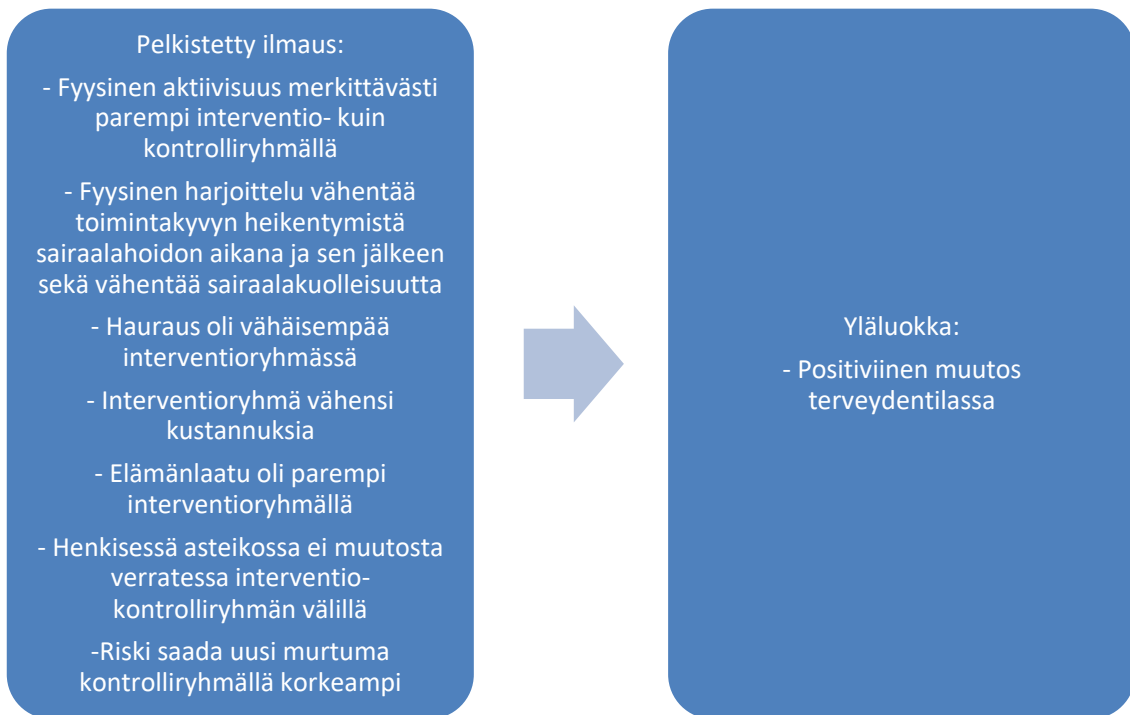 Pelkistetty ilmaus:
- Fyysinen aktiivisuus merkittävästi
parempi interventio- kuin
kontrolliryhmällä
- Fyysinen harjoittelu vähentää
toimintakyvyn heikentymistä
sairaalahoidon aikana ja sen jälkeen
sekä vähentää sairaalakuolleisuutta
- Hauraus oli vähäisempää
interventioryhmässä
- Interventioryhmä vähensi
kustannuksia
- Elämänlaatu oli parempi
interventioryhmällä
- Henkisessä asteikossa ei muutosta
verratessa interventio-
kontrolliryhmän välillä
-Riski saada uusi murtuma
kontrolliryhmällä korkeampi
Yläluokka:
- Positiviinen muutos
terveydentilassa